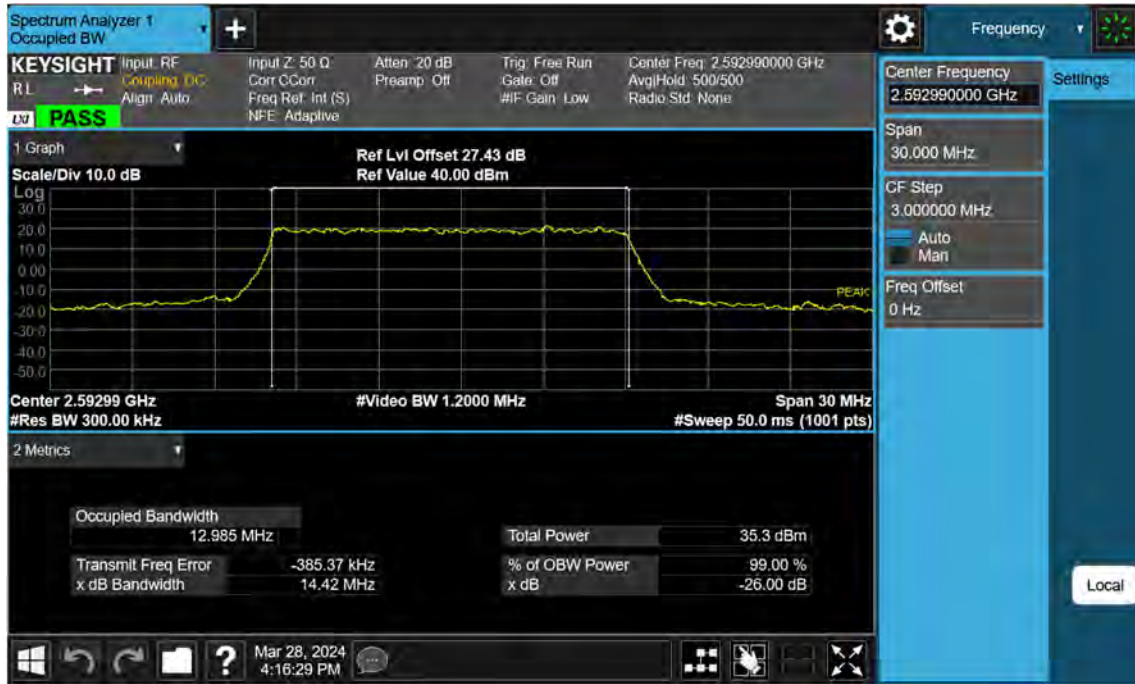 Spectrum Analyzer 1
Occupied BW
+
Frequency
KEYSIGHT
RL
LXI PASS
Input: RF
Coupling: DC
Align: Auto
Input Z: 50 Ω
Corr CCorr
Freq Ref: Int (S)
NFE: Adaptive
Atten: 20 dB
Preamp: Off
Trig: Free Run
Gate: Off
#IF Gain: Low
Center Freq: 2.592990000 GHz
Avg|Hold: 500/500
Radio Std: None
Center Frequency
2.592990000 GHz
Settings
Span
30.000 MHz
CF Step
3.000000 MHz
Auto
Man
Freq Offset
0 Hz
1 Graph
Scale/Div 10.0 dB
Ref Lvl Offset 27.43 dB
Ref Value 40.00 dBm
Log
30.0
20.0
10.0
0.00
-10.0
-20.0
-30.0
-40.0
-50.0
PEAK
Center 2.59299 GHz
#Res BW 300.00 kHz
#Video BW 1.2000 MHz
Span 30 MHz
#Sweep 50.0 ms (1001 pts)
2 Metrics
Occupied Bandwidth
12.985 MHz
Total Power 35.3 dBm
Transmit Freq Error -385.37 kHz
% of OBW Power 99.00 %
x dB Bandwidth 14.42 MHz
x dB -26.00 dB
Local
?
Mar 28, 2024
4:16:29 PM